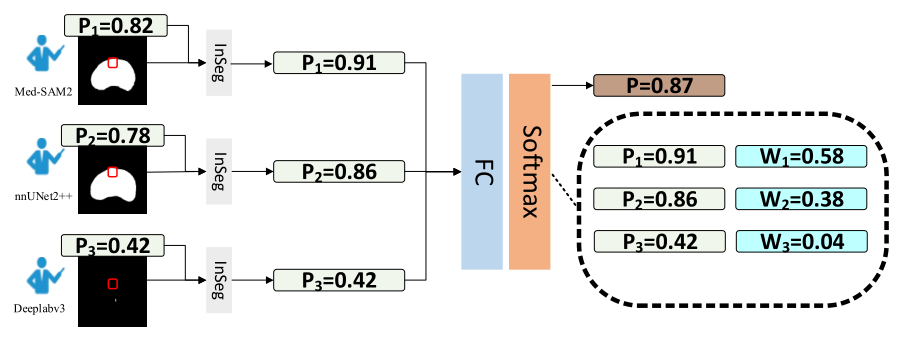 P₁=0.82
Med-SAM2
InSeg
P₁=0.91
P₂=0.78
nnUNet2++
InSeg
P₂=0.86
P₃=0.42
Deeplabv3
InSeg
P₃=0.42
FC
Softmax
P=0.87
P₁=0.91 W₁=0.58
P₂=0.86 W₂=0.38
P₃=0.42 W₃=0.04